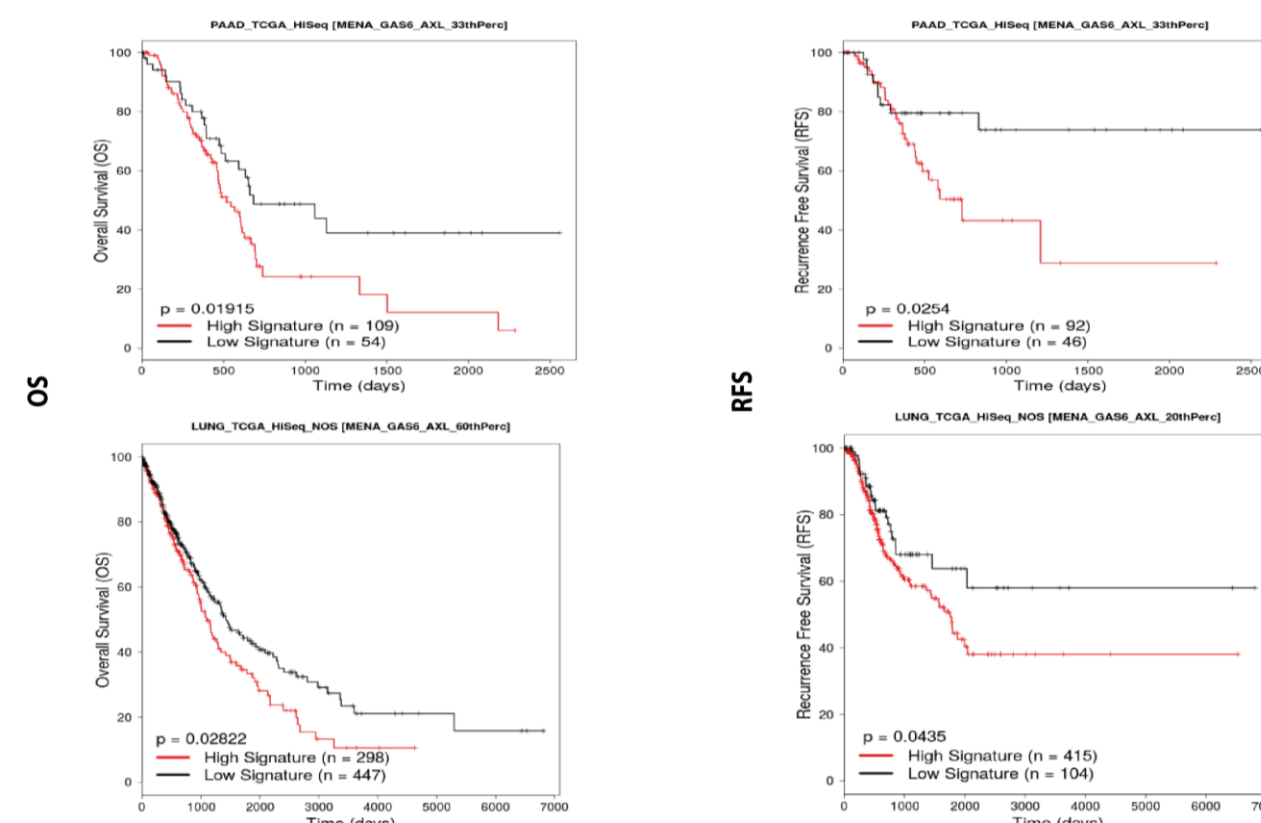 PAAD_TCGA_HiSeq [MENA_GAS6_AXL_33thPerc]
100
80
60
40
20
0
Overall Survival (OS)
p = 0.01915
High Signature (n = 109)
Low Signature (n = 54)
0 500 1000 1500 2000 2500
Time (days)
PAAD_TCGA_HiSeq [MENA_GAS6_AXL_33thPerc]
100
80
60
40
20
0
Recurrence Free Survival (RFS)
p = 0.0254
High Signature (n = 92)
Low Signature (n = 46)
0 500 1000 1500 2000 2500
Time (days)
OS
RFS
LUNG_TCGA_HiSeq_NOS [MENA_GAS6_AXL_60thPerc]
100
80
60
40
20
0
Overall Survival (OS)
p = 0.02822
High Signature (n = 298)
Low Signature (n = 447)
0 1000 2000 3000 4000 5000 6000 7000
Time (days)
LUNG_TCGA_HiSeq_NOS [MENA_GAS6_AXL_20thPerc]
100
80
60
40
20
0
Recurrence Free Survival (RFS)
p = 0.0435
High Signature (n = 415)
Low Signature (n = 104)
0 1000 2000 3000 4000 5000 6000
Time (days)